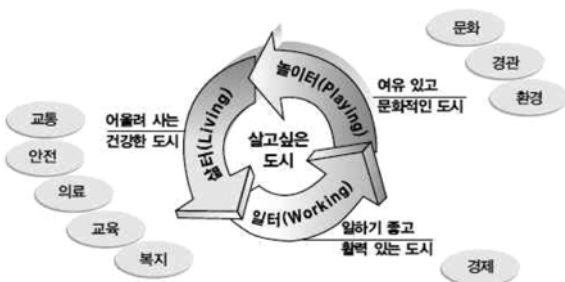 문화
경관
환경
놀이터(Playing)
여유 있고
문화적인 도시
교통
안전
의료
교육
복지
어울려 사는
건강한 도시
삶터(Living)
살고싶은
도시
일터(Working)
일하기 좋고
활력 있는 도시
경제